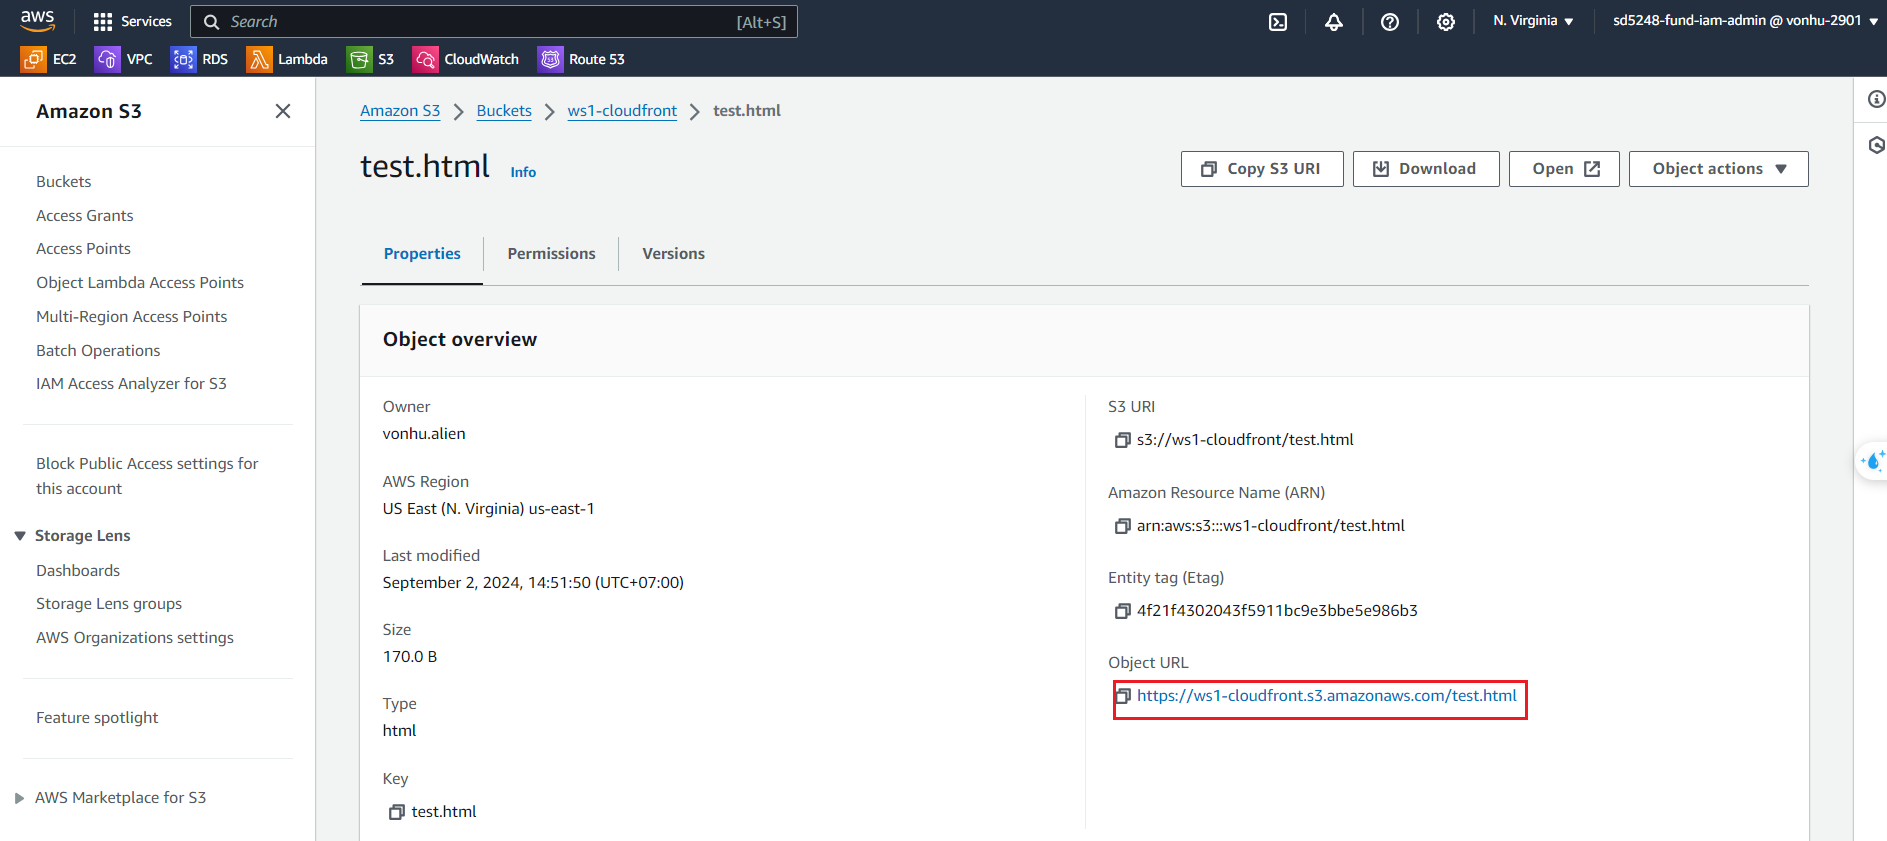 aws
Services
Search
[Alt+S]
N. Virginia
sd5248-fund-iam-admin @ vonhu-2901
EC2
VPC
RDS
Lambda
S3
CloudWatch
Route 53
Amazon S3
Buckets
Access Grants
Access Points
Object Lambda Access Points
Multi-Region Access Points
Batch Operations
IAM Access Analyzer for S3
Block Public Access settings for
this account
Storage Lens
Dashboards
Storage Lens groups
AWS Organizations settings
Feature spotlight
AWS Marketplace for S3
Amazon S3
Buckets
ws1-cloudfront
test.html
test.html
Info
Copy S3 URI
Download
Open
Object actions
Properties
Permissions
Versions
Object overview
Owner
vonhu.alien
AWS Region
US East (N. Virginia) us-east-1
Last modified
September 2, 2024, 14:51:50 (UTC+07:00)
Size
170.0 B
Type
html
Key
test.html
S3 URI
s3://ws1-cloudfront/test.html
Amazon Resource Name (ARN)
arn:aws:s3:::ws1-cloudfront/test.html
Entity tag (Etag)
4f21f4302043f5911bc9e3bbe5e986b3
Object URL
https://ws1-cloudfront.s3.amazonaws.com/test.html